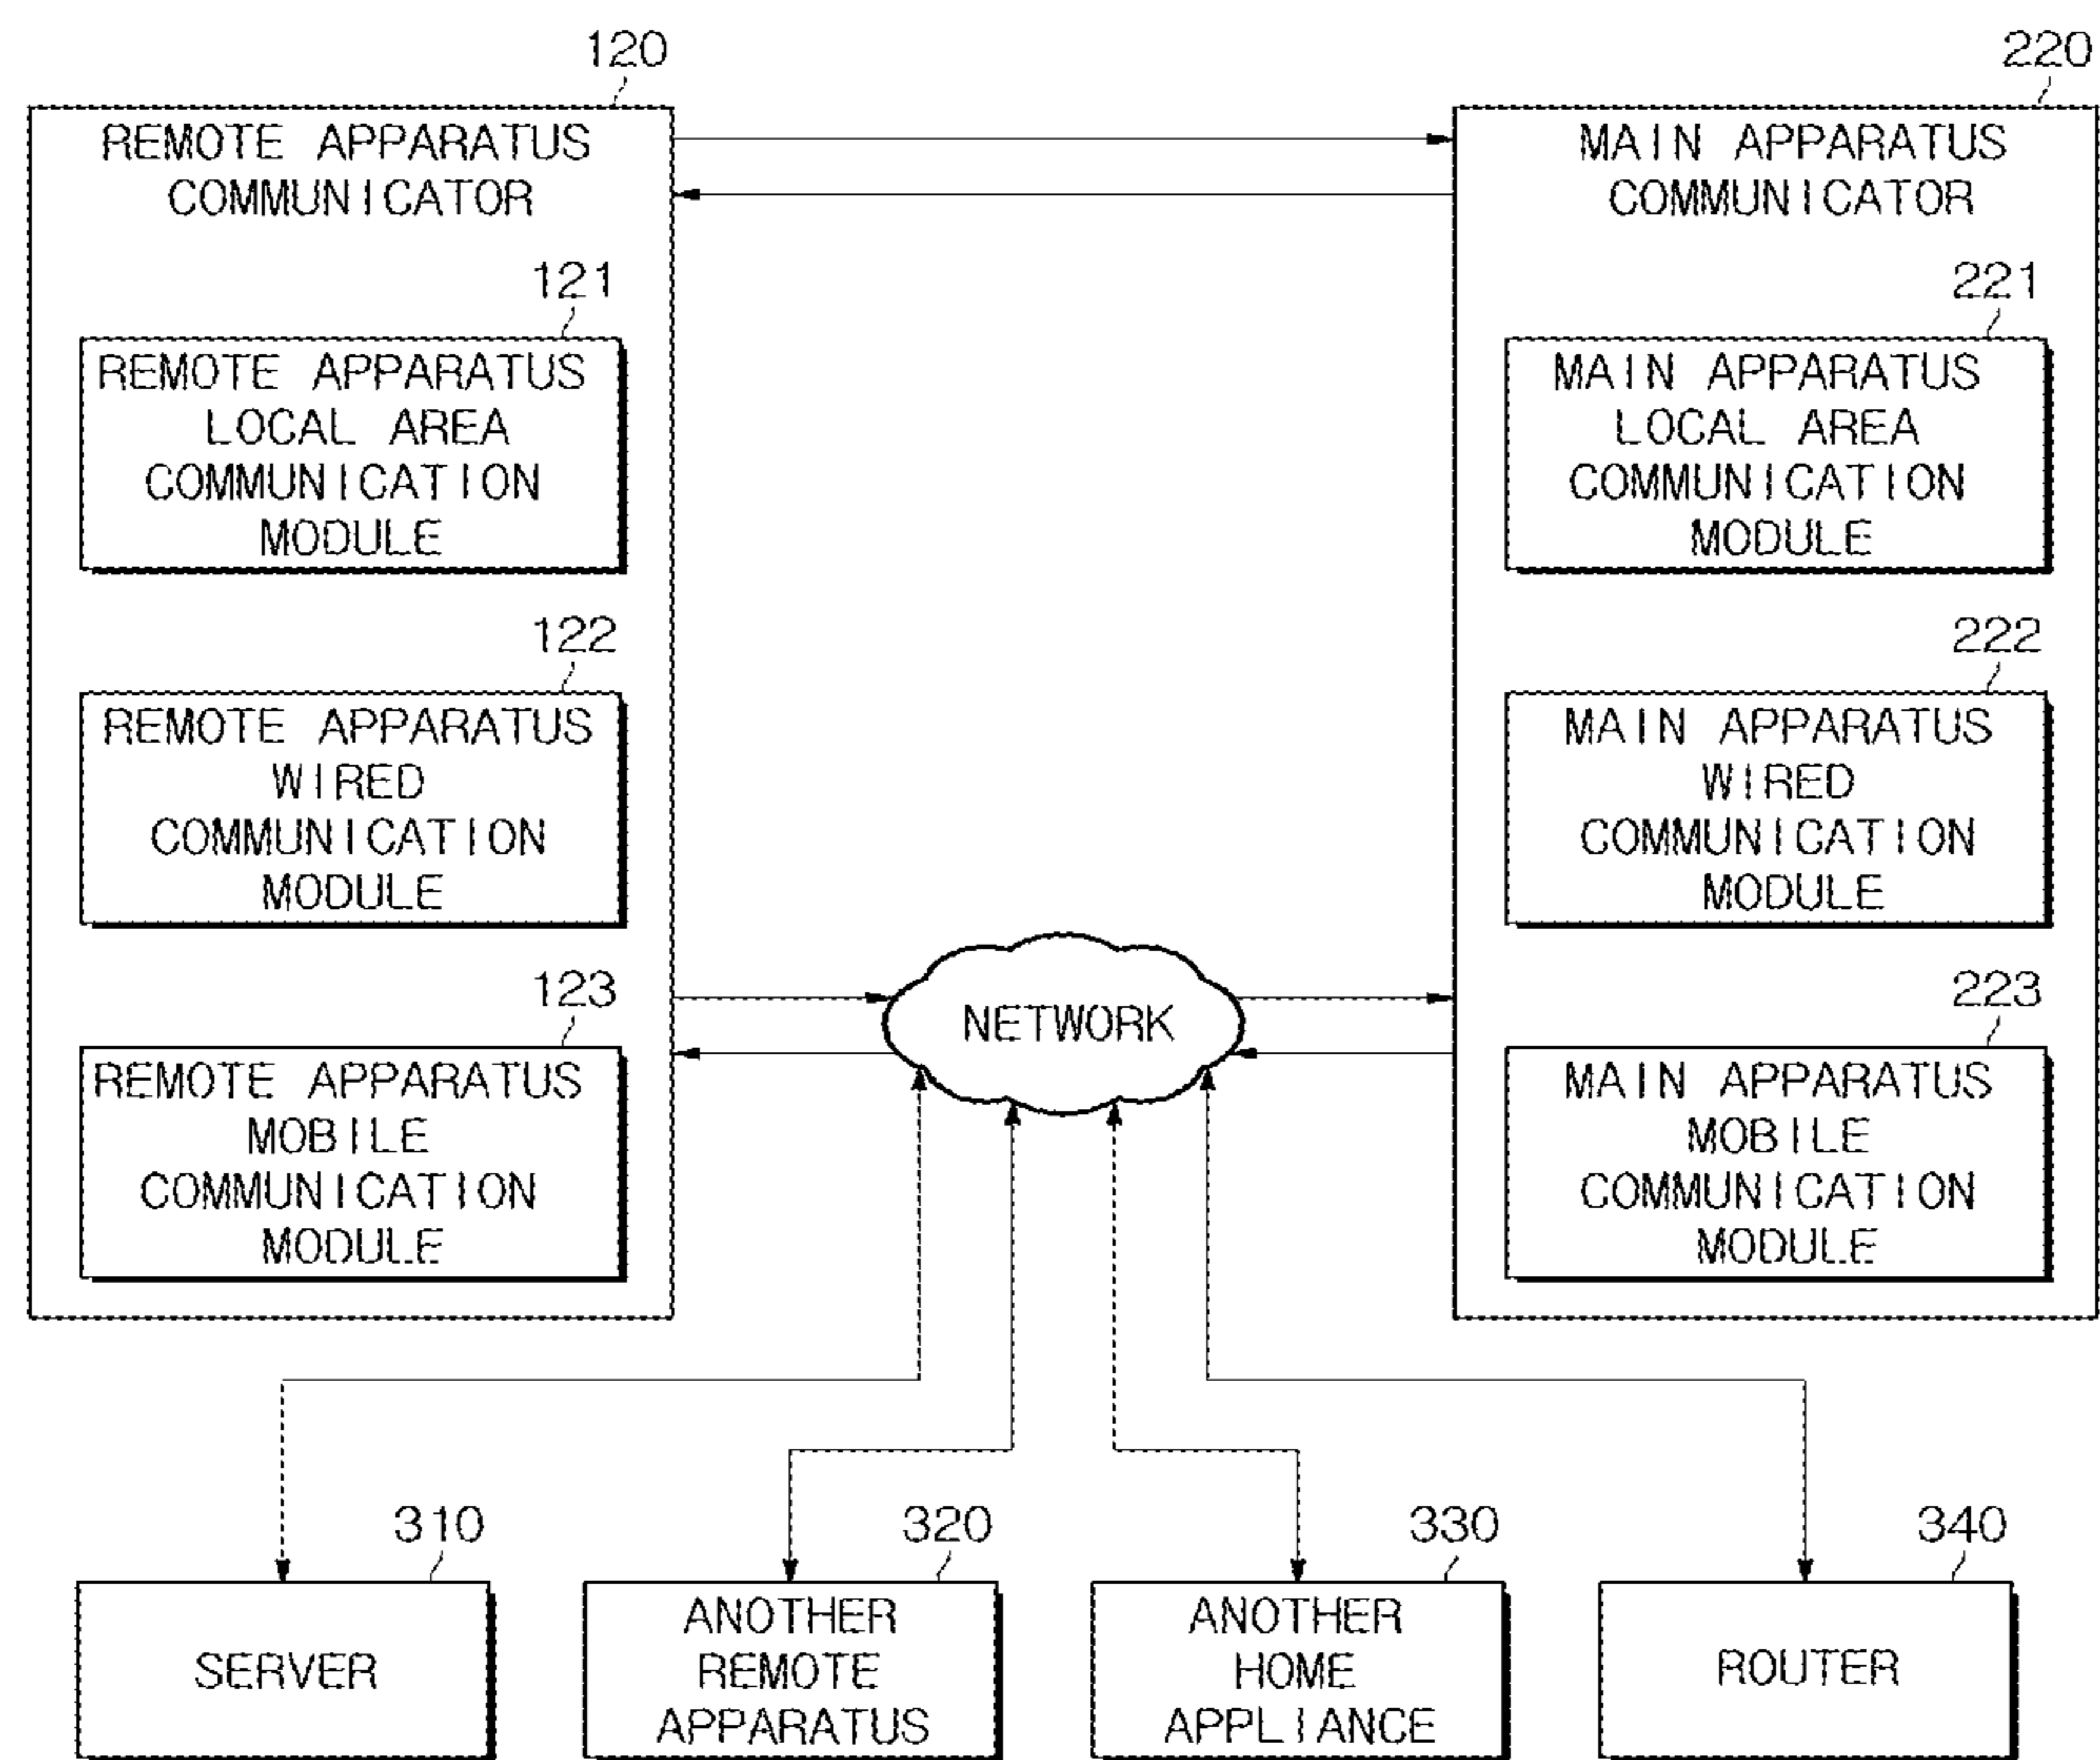 120
REMOTE APPARATUS
COMMUNICATOR
121
REMOTE APPARATUS
LOCAL AREA
COMMUNICATION
MODULE
122
REMOTE APPARATUS
WIRED
COMMUNICATION
MODULE
123
REMOTE APPARATUS
MOBILE
COMMUNICATION
MODULE
220
MAIN APPARATUS
COMMUNICATOR
221
MAIN APPARATUS
LOCAL AREA
COMMUNICATION
MODULE
222
MAIN APPARATUS
WIRED
COMMUNICATION
MODULE
223
MAIN APPARATUS
MOBILE
COMMUNICATION
MODULE
NETWORK
310
SERVER
320
ANOTHER
REMOTE
APPARATUS
330
ANOTHER
HOME
APPLIANCE
340
ROUTER